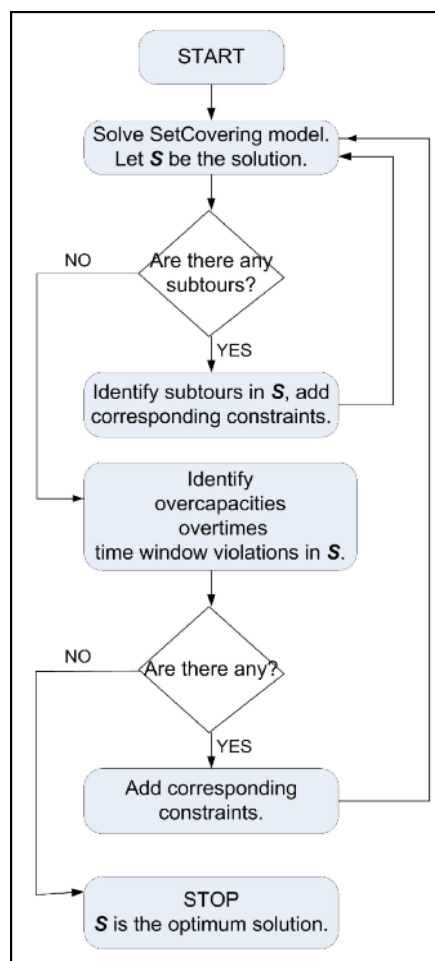 START
Solve SetCovering model.
Let S be the solution.
Are there any
subtours?
NO
YES
Identify subtours in S, add
corresponding constraints.
Identify
overcapacities
overtimes
time window violations in S.
Are there any?
NO
YES
Add corresponding
constraints.
STOP
S is the optimum solution.